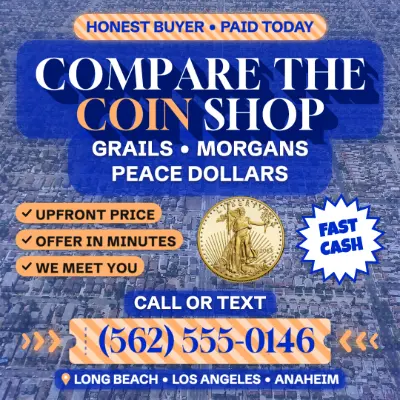 HONEST BUYER • PAID TODAY
COMPARE THE
COIN SHOP
GRAILS • MORGANS
PEACE DOLLARS
✓ UPFRONT PRICE
✓ OFFER IN MINUTES
✓ WE MEET YOU
FAST
CASH
CALL OR TEXT
(562) 555-0146
LONG BEACH • LOS ANGELES • ANAHEIM